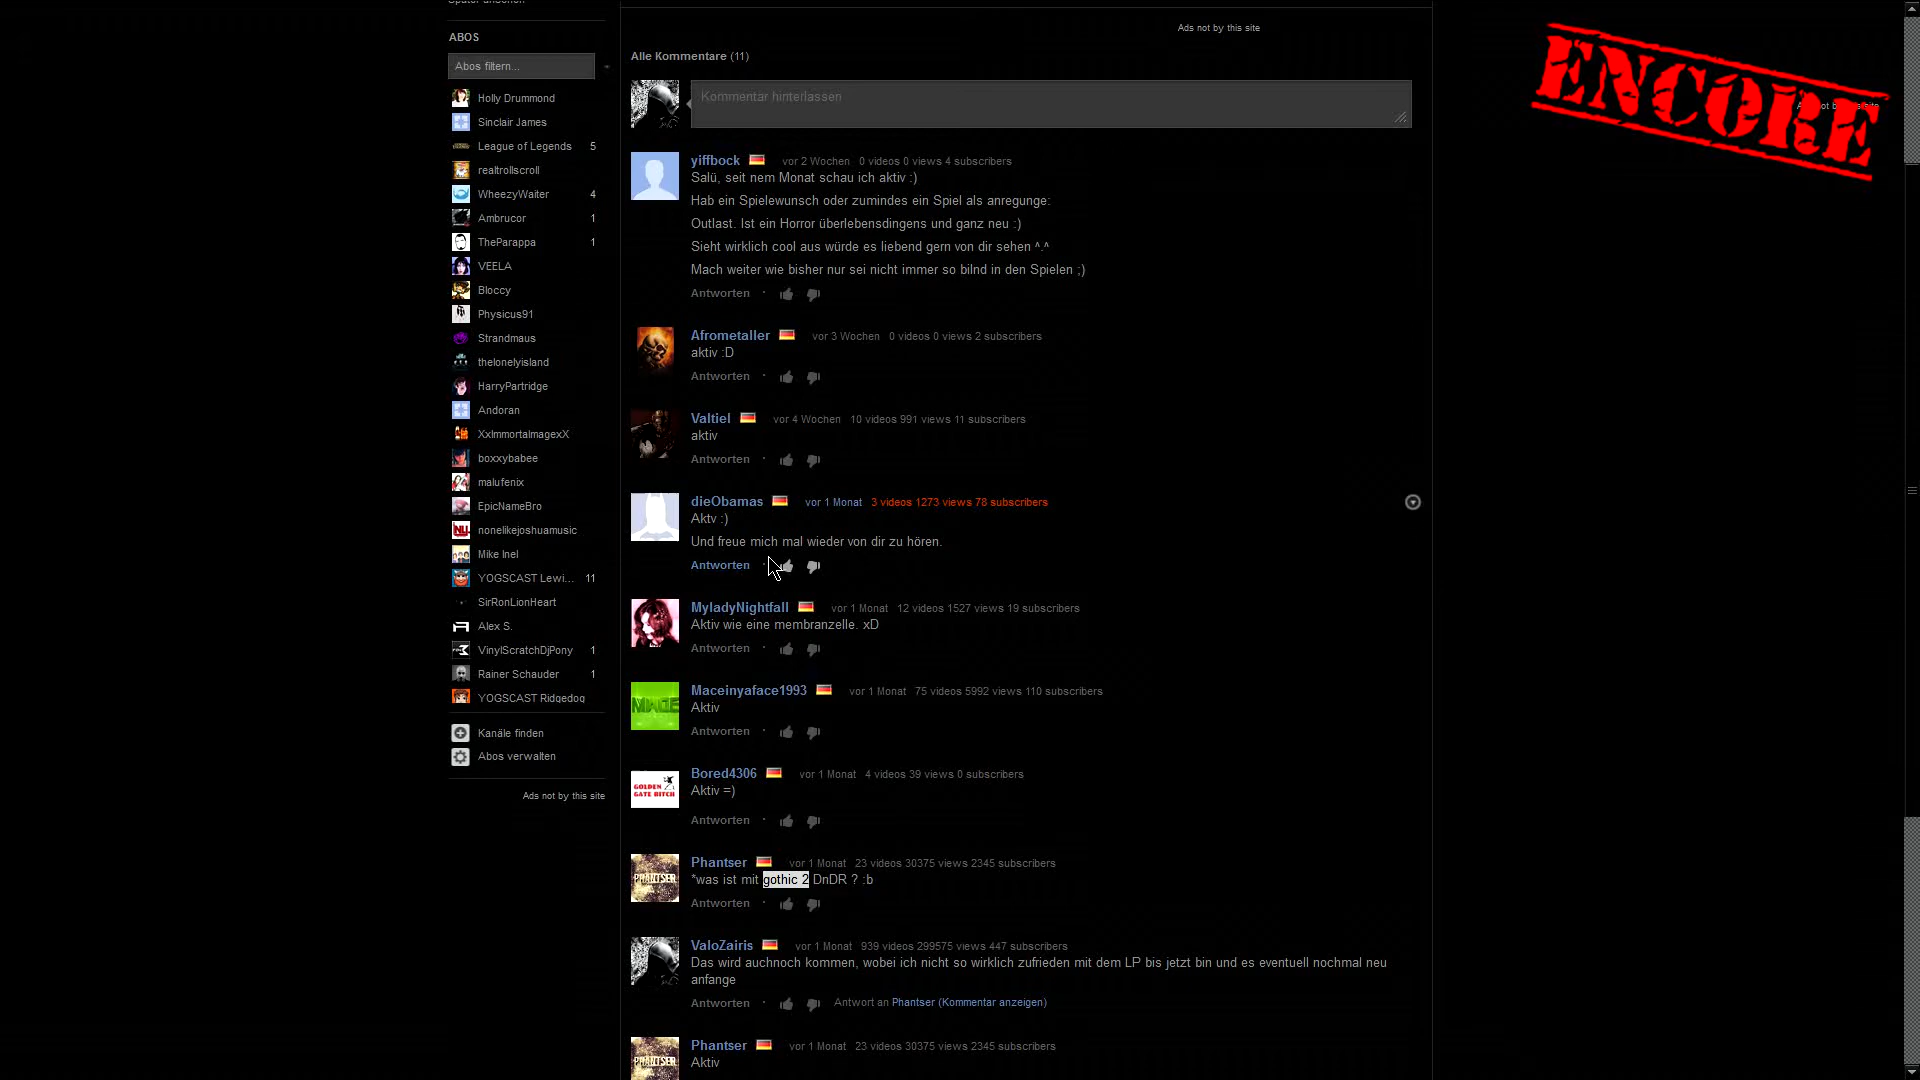 ABOS
Abos filtern...
Holly Drummond
Sinclair James
League of Legends 5
realtrollscroll
WheezyWaiter 4
Ambrucor 1
TheParappa 1
VEELA
Bloccy
Physicus91
Strandmaus
thelonelyisland
HarryPartridge
Andoran
XxImmortalmagexX
boxxybabee
malufenix
EpicNameBro
nonelikejoshuamusic
Mike Inel
YOGSCAST Lewi... 11
SirRonLionHeart
Alex S.
VinylScratchDjPony 1
Rainer Schauder 1
YOGSCAST Ridgedog
Kanäle finden
Abos verwalten
Ads not by this site
Ads not by this site
Alle Kommentare (11)
Kommentar hinterlassen
yiffbock vor 2 Wochen 0 videos 0 views 4 subscribers
Salü, seit nem Monat schau ich aktiv :)
Hab ein Spielewunsch oder zumindes ein Spiel als anregunge:
Outlast. Ist ein Horror überlebensdingens und ganz neu :)
Sieht wirklich cool aus würde es liebend gern von dir sehen ^.^
Mach weiter wie bisher nur sei nicht immer so bilnd in den Spielen ;)
Antworten ·
Afrometaller vor 3 Wochen 0 videos 0 views 2 subscribers
aktiv :D
Antworten ·
Valtiel vor 4 Wochen 10 videos 991 views 11 subscribers
aktiv
Antworten ·
dieObamas vor 1 Monat 3 videos 1273 views 78 subscribers
Aktv :)
Und freue mich mal wieder von dir zu hören.
Antworten ·
MyladyNightfall vor 1 Monat 12 videos 1527 views 19 subscribers
Aktiv wie eine membranzelle. xD
Antworten ·
Maceinyaface1993 vor 1 Monat 75 videos 5992 views 110 subscribers
Aktiv
Antworten ·
GOLDEN
GATE BITCH
Bored4306 vor 1 Monat 4 videos 39 views 0 subscribers
Aktiv =)
Antworten ·
PHANTSER
Phantser vor 1 Monat 23 videos 30375 views 2345 subscribers
*was ist mit gothic 2 DnDR ? :b
Antworten ·
ValoZairis vor 1 Monat 939 videos 299575 views 447 subscribers
Das wird auchnoch kommen, wobei ich nicht so wirklich zufrieden mit dem LP bis jetzt bin und es eventuell nochmal neu
anfange
Antworten · Antwort an Phantser (Kommentar anzeigen)
PHANTSER
Phantser vor 1 Monat 23 videos 30375 views 2345 subscribers
Aktiv
ENCORE